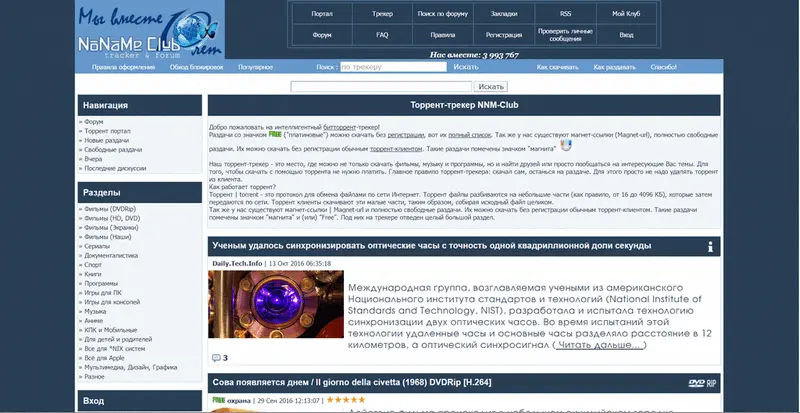 Мы вместе 10 лет
NoNaMe Club
tracker & forum
Портал Трекер Поиск по форуму Закладки RSS Мой Клуб
Форум FAQ Правила Регистрация Проверить личные сообщения Вход
Нас вместе: 3 993 767
Правила оформления Обход блокировок Популярное Поиск : по трекеру Искать Как скачивать Как раздавать Спасибо!
Искать
Навигация
» Форум
» Торрент портал
» Новые раздачи
» Свободные раздачи
» Вчера
» Последние дискуссии
Разделы
» Фильмы (DVDRip)
» Фильмы (HD, DVD)
» Фильмы (Экранки)
» Фильмы (Наши)
» Сериалы
» Документалистика
» Спорт
» Книги
» Программы
» Игры для ПК
» Игры для консолей
» Музыка
» Аниме
» КПК и Мобильные
» Для детей и родителей
» Все для *NIX систем
» Всё для Apple
» Мультимедиа, Дизайн, Графика
» Разное
Вход
Торрент-трекер NNM-Club
Добро пожаловать на интеллигентный битторрент-трекер!
Раздачи со значком FREE ("платиновые") можно скачать без регистрации, вот их полный список. Так же у нас существуют магнет-ссылки (Magnet-url), полностью свободные
раздачи. Их можно скачивать без регистрации обычным торрент-клиентом. Такие раздачи помечены значком "магнита"
Наш торрент-трекер - это место, где можно не только скачать фильмы, музыку и программы, но и найти друзей или просто пообщаться на интересующие Вас темы. Для
того, чтобы скачать с помощью торрента не нужно платить. Главное правило торрент-трекера: скачал сам, останься на раздаче. Для этого просто не надо удалять торрент
из клиента.
Как работает торрент?
Торрент | torrent - это протокол для обмена файлами по сети Интернет. Торрент файлы разбиваются на небольшие части (как правило, от 16 до 4096 КБ), которые затем
передаются по сети. Торрент клиенты скачивают эти малые части, таким образом, собирая исходный файл целиком.
Так же у нас существуют магнет-ссылки | Magnet-url и полностью свободные раздачи. Их можно скачивать без регистрации обычным торрент-клиентом. Такие раздачи
помечены значком "магнита" и (или) "Free". Под них на трекере отведен целый большой раздел.
Ученым удалось синхронизировать оптические часы с точность одной квадриллионной доли секунды
Daily.Tech.Info | 13 Окт 2016 06:35:18
Международная группа, возглавляемая учеными из американского
Национального института стандартов и технологий (National Institute of
Standards and Technology, NIST), разработала и испытала технологию
синхронизации двух оптических часов. Во время испытаний этой
технологии удаленные часы и основные часы разделяло расстояние в 12
километров, а оптический синхросигнал ( Читать дальше... )
3
Сова появляется днем / Il giorno della civetta (1968) DVDRip [H.264]
DVD RIP
FREE охрана | 29 Сен 2016 12:13:07 |